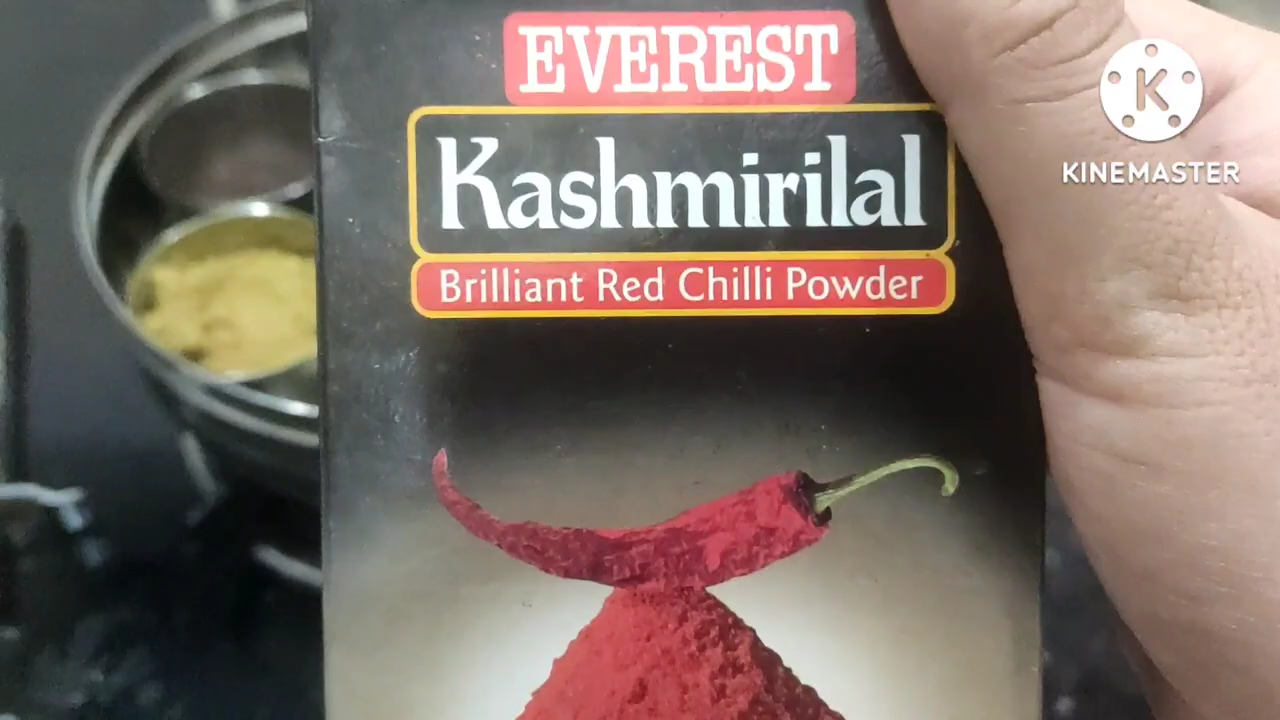 EVEREST
Kashmirilal
Brilliant Red Chilli Powder
K
KINEMASTER